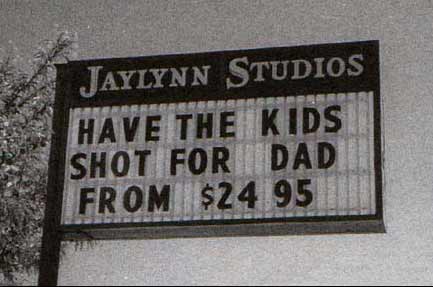 JAYLYNN STUDIOS
HAVE THE KIDS
SHOT FOR DAD
FROM $24 95